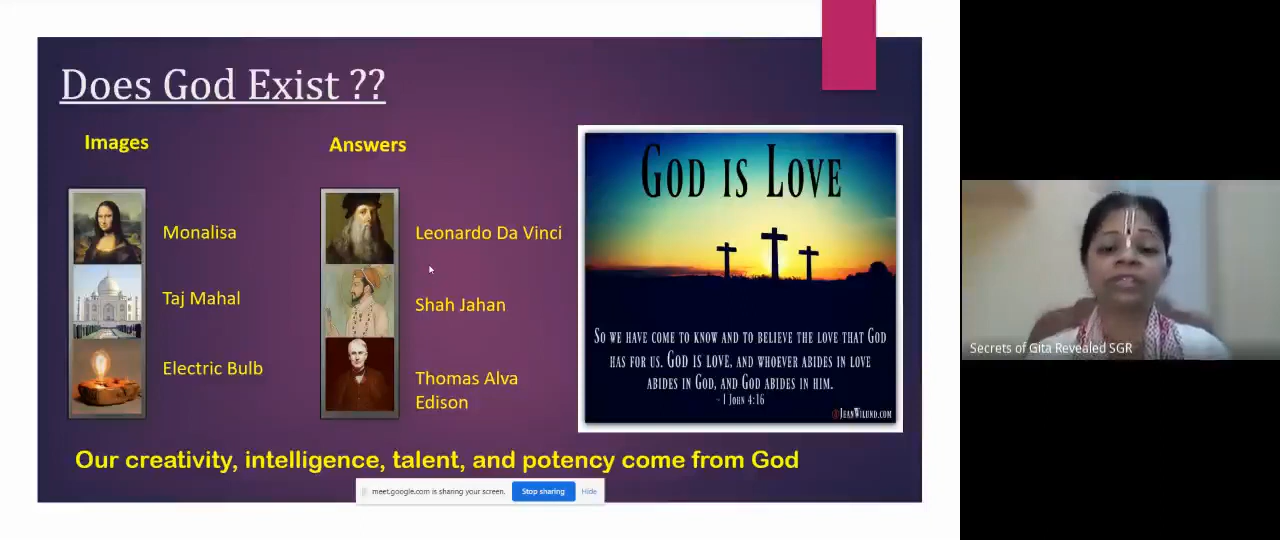 Does God Exist ??
Images
Answers
Monalisa
Leonardo Da Vinci
Taj Mahal
Shah Jahan
Electric Bulb
Thomas Alva
Edison
GOD IS LOVE
SO WE HAVE COME TO KNOW AND TO BELIEVE THE LOVE THAT GOD
HAS FOR US. GOD IS LOVE, AND WHOEVER ABIDES IN LOVE
ABIDES IN GOD, AND GOD ABIDES IN HIM.
~ 1 JOHN 4:16
@JEANWILUND.COM
Our creativity, intelligence, talent, and potency come from God
meet.google.com is sharing your screen.
Stop sharing
Hide
Secrets of Gita Revealed SGR